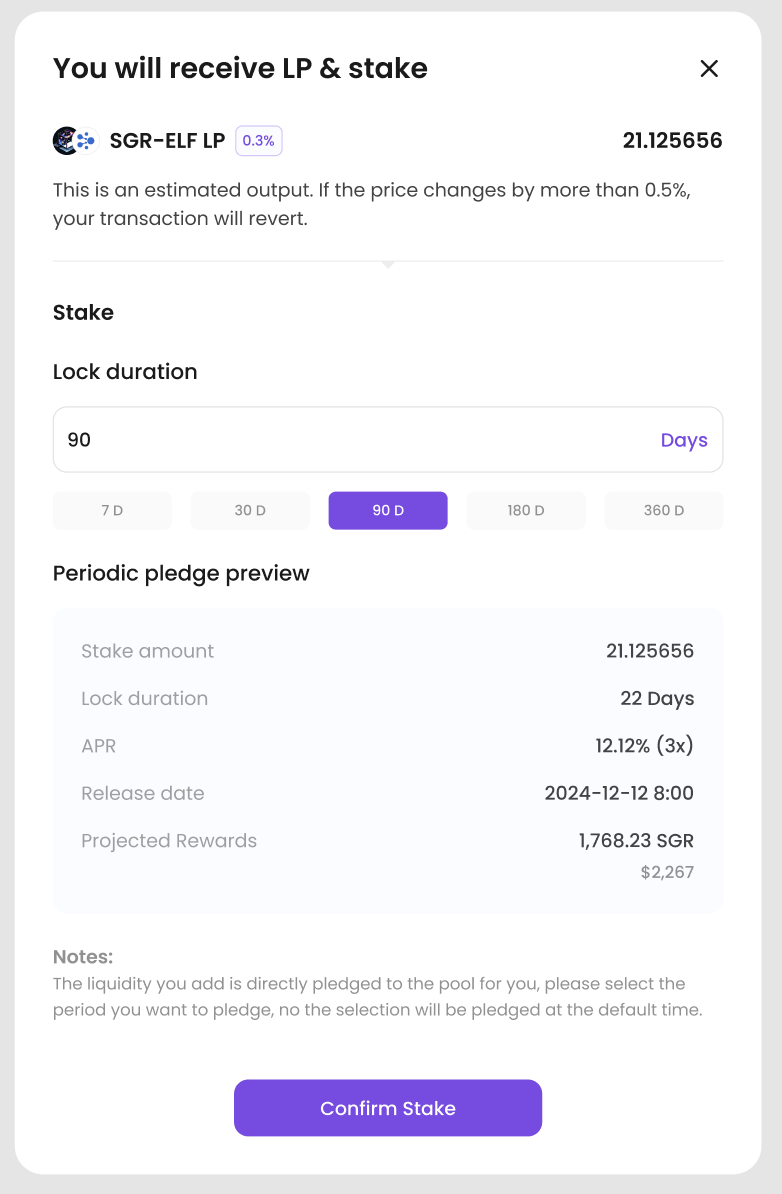 You will receive LP & stake
SGR-ELF LP 0.3% 21.125656
This is an estimated output. If the price changes by more than 0.5%,
your transaction will revert.
Stake
Lock duration
90 Days
7 D 30 D 90 D 180 D 360 D
Periodic pledge preview
Stake amount 21.125656
Lock duration 22 Days
APR 12.12% (3x)
Release date 2024-12-12 8:00
Projected Rewards 1,768.23 SGR
$2,267
Notes:
The liquidity you add is directly pledged to the pool for you, please select the
period you want to pledge, no the selection will be pledged at the default time.
Confirm Stake